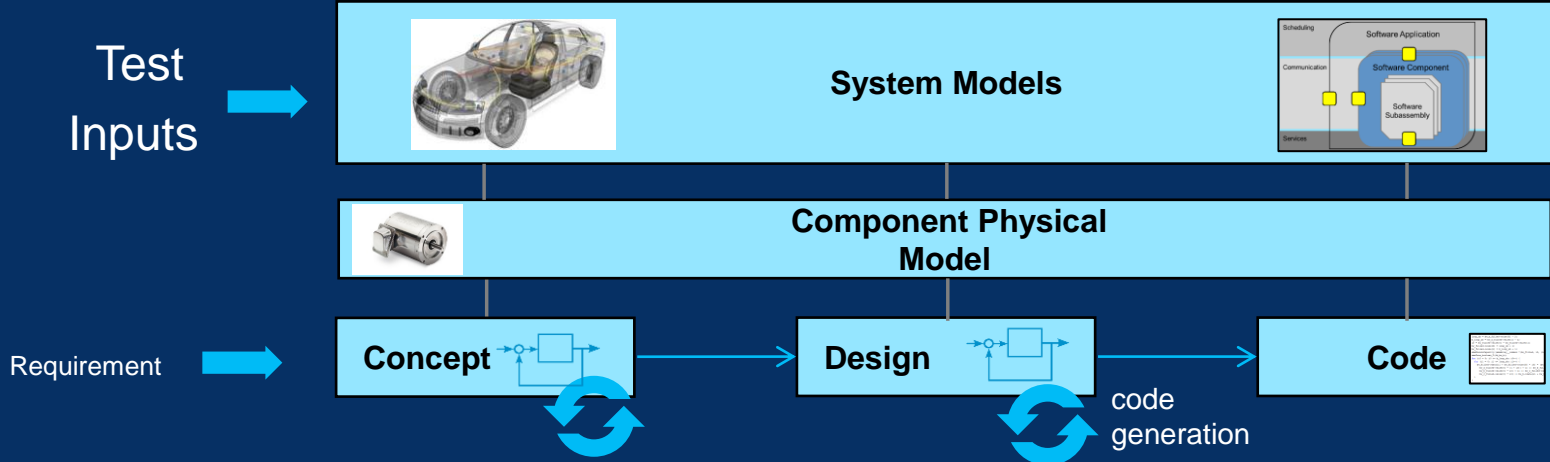 Test
Inputs
System Models
Scheduling
Software Application
Communication
Software Component
Software
Subassembly
Services
Component Physical
Model
Requirement
Concept
Design
Code
code
generation